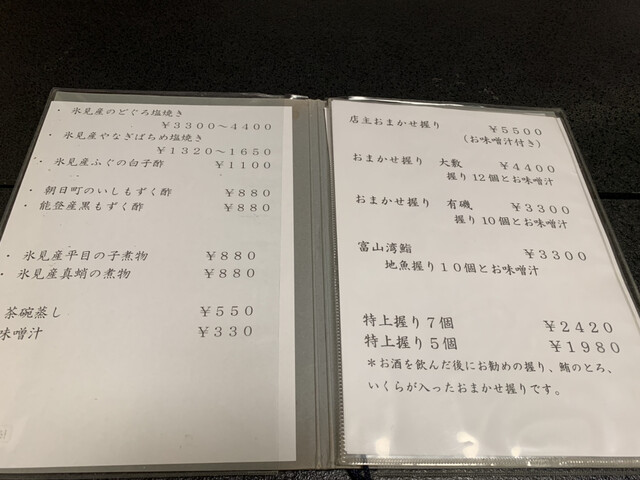 ・ 氷見産のどぐろ塩焼き
￥３３００～４４００
・ 氷見産やなぎばちめ塩焼き
￥１３２０～１６５０
・ 氷見産ふぐの白子酢 ￥１１００
・ 朝日町のいしもずく酢 ￥８８０
・ 能登産黒もずく酢 ￥８８０
・ 氷見産平目の子煮物 ￥８８０
・ 氷見産真蛸の煮物 ￥８８０
茶碗蒸し ￥５５０
味噌汁 ￥３３０
店主おまかせ握り ￥５５００
(お味噌汁付き)
おまかせ握り 大敷 ￥４４００
握り１２個とお味噌汁
おまかせ握り 有磯 ￥３３００
握り１０個とお味噌汁
富山湾鮨 ￥３３００
地魚握り１０個とお味噌汁
特上握り７個 ￥２４２０
特上握り５個 ￥１９８０
＊お酒を飲んだ後にお勧めの握り、鮪のとろ、
いくらが入ったおまかせ握りです。